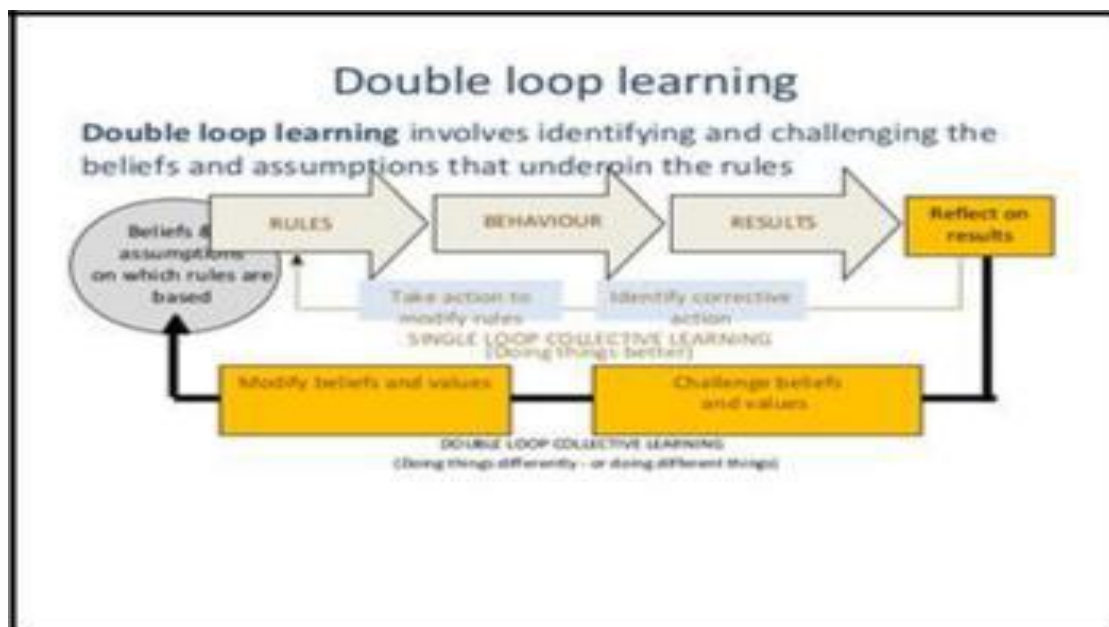 Double loop learning
Double loop learning involves identifying and challenging the
beliefs and assumptions that underpin the rules
Beliefs &
assumptions
on which rules are
based
RULES
BEHAVIOUR
RESULTS
Reflect on
results
Take action to
modify rules
Identify corrective
action
SINGLE LOOP COLLECTIVE LEARNING
(Doing things better)
Modify beliefs and values
Challenge beliefs
and values
DOUBLE LOOP COLLECTIVE LEARNING
(Doing things differently - or doing different things)